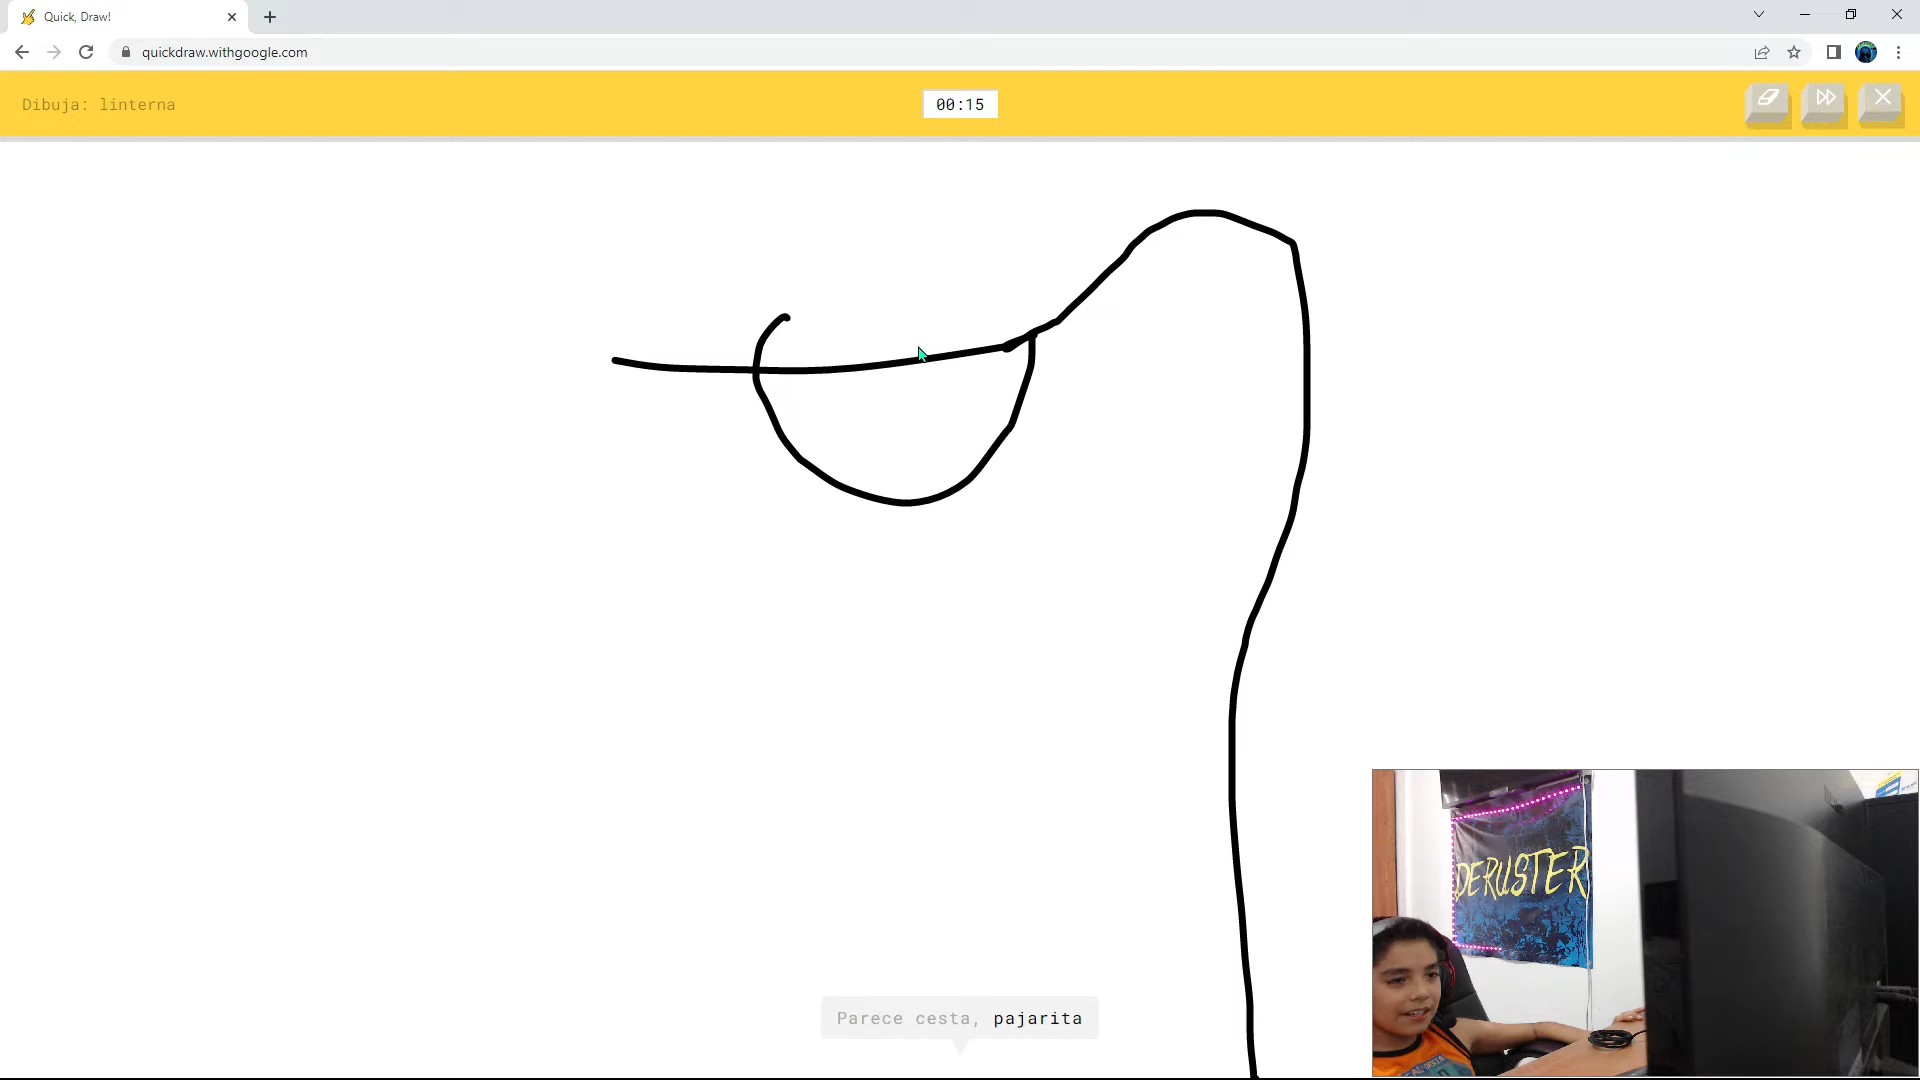 Quick, Draw!
quickdraw.withgoogle.com
Dibuja: linterna
00:15
DERUSTER
Parece cesta, pajarita